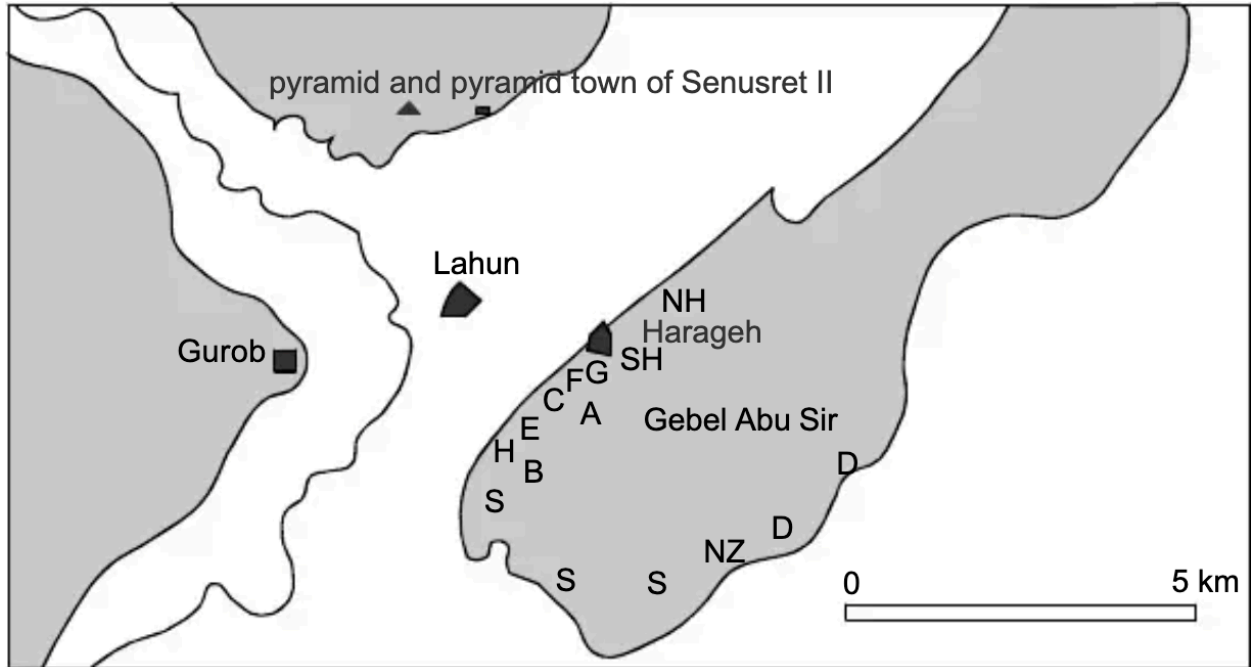 pyramid and pyramid town of Senusret II
Lahun
NH
Harageh
Gurob
SH
G
F
C
A
Gebel Abu Sir
E
H
B
D
S
D
NZ
S
S
0
5 km